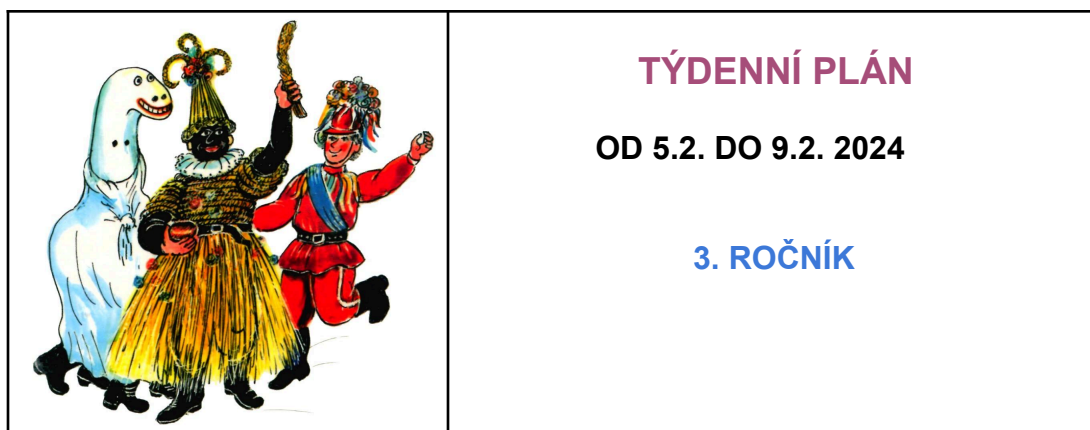 TÝDENNÍ PLÁN
OD 5.2. DO 9.2. 2024
3. ROČNÍK